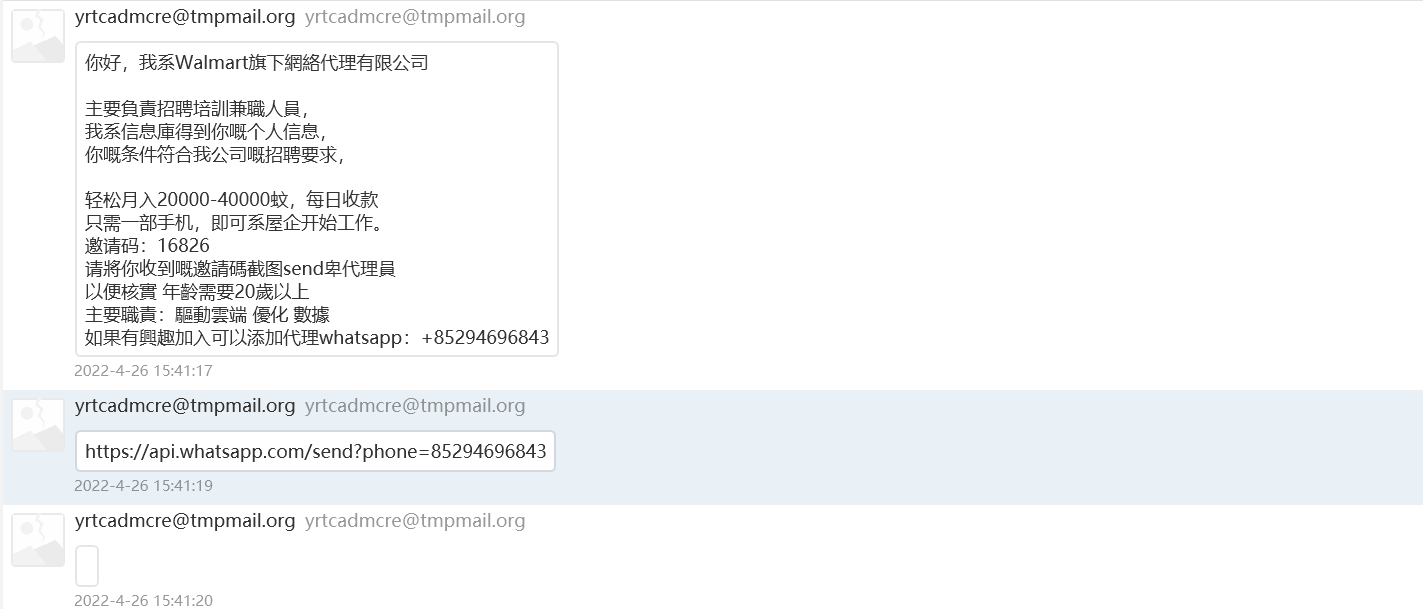 yrtcadmcre@tmpmail.org yrtcadmcre@tmpmail.org
你好，我系Walmart旗下網絡代理有限公司
主要負責招聘培訓兼職人員，
我系信息庫得到你嘅个人信息，
你嘅条件符合我公司嘅招聘要求，
轻松月入20000-40000蚊，每日收款
只需一部手机，即可系屋企开始工作。
邀请码：16826
请將你收到嘅邀請碼截图send卑代理員
以便核實 年齡需要20歲以上
主要職責：驅動雲端 優化 數據
如果有興趣加入可以添加代理whatsapp：+85294696843
2022-4-26 15:41:17
yrtcadmcre@tmpmail.org yrtcadmcre@tmpmail.org
https://api.whatsapp.com/send?phone=85294696843
2022-4-26 15:41:19
yrtcadmcre@tmpmail.org yrtcadmcre@tmpmail.org
2022-4-26 15:41:20